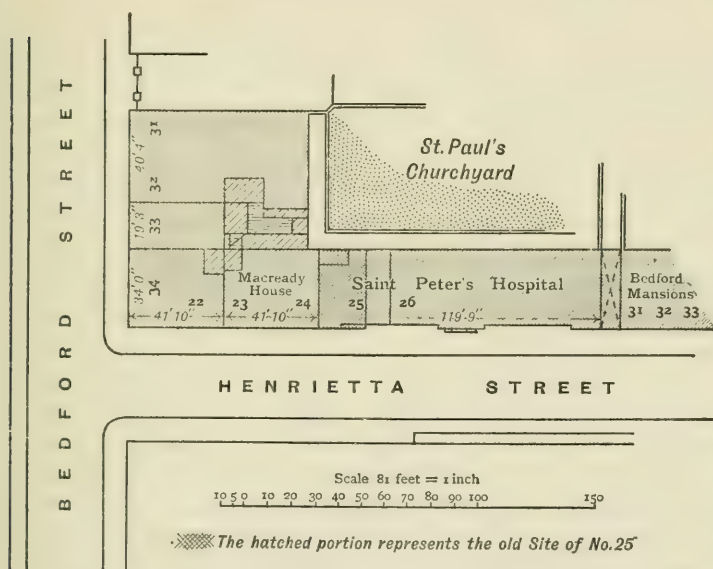 BEDFORD STREET
31
40'4"
32
19'3"
33
34'0"
34
St. Paul's
Churchyard
Macready
House
Saint Peter's Hospital
Bedford
Mansions
22 23 24 25 26
31 32 33
41'10" 41'10" 119'-9"
HENRIETTA STREET
Scale 81 feet = 1 inch
10 5 0 10 20 30 40 50 60 70 80 90 100 150
The hatched portion represents the old Site of No. 25